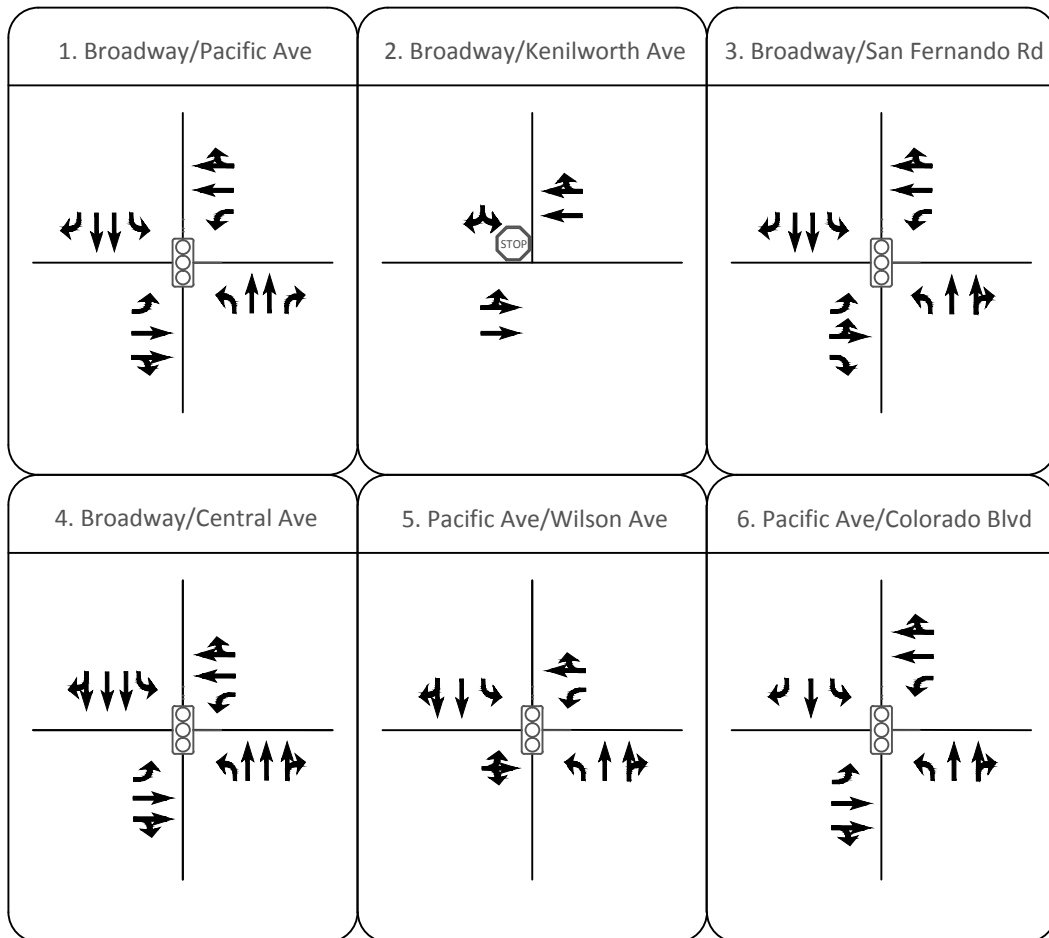 1. Broadway/Pacific Ave
2. Broadway/Kenilworth Ave
3. Broadway/San Fernando Rd
STOP
4. Broadway/Central Ave
5. Pacific Ave/Wilson Ave
6. Pacific Ave/Colorado Blvd